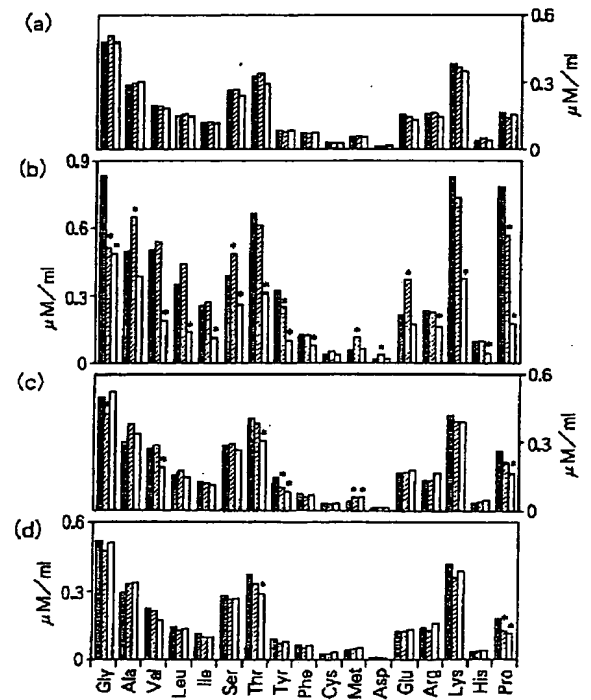 (a)
0.6
0.3
0
μM/ml
(b)
0.9
0.6
0.3
0
μM/ml
* * * * * * * * * * * * * * * * * * * *
(c)
0.6
0.3
0
μM/ml
* * * * * * * *
(d)
0.6
0.3
0
μM/ml
* * *
Gly Ala Val Leu Ile Ser Thr Tyr Phe Cys Met Asp Glu Arg Lys His Pro